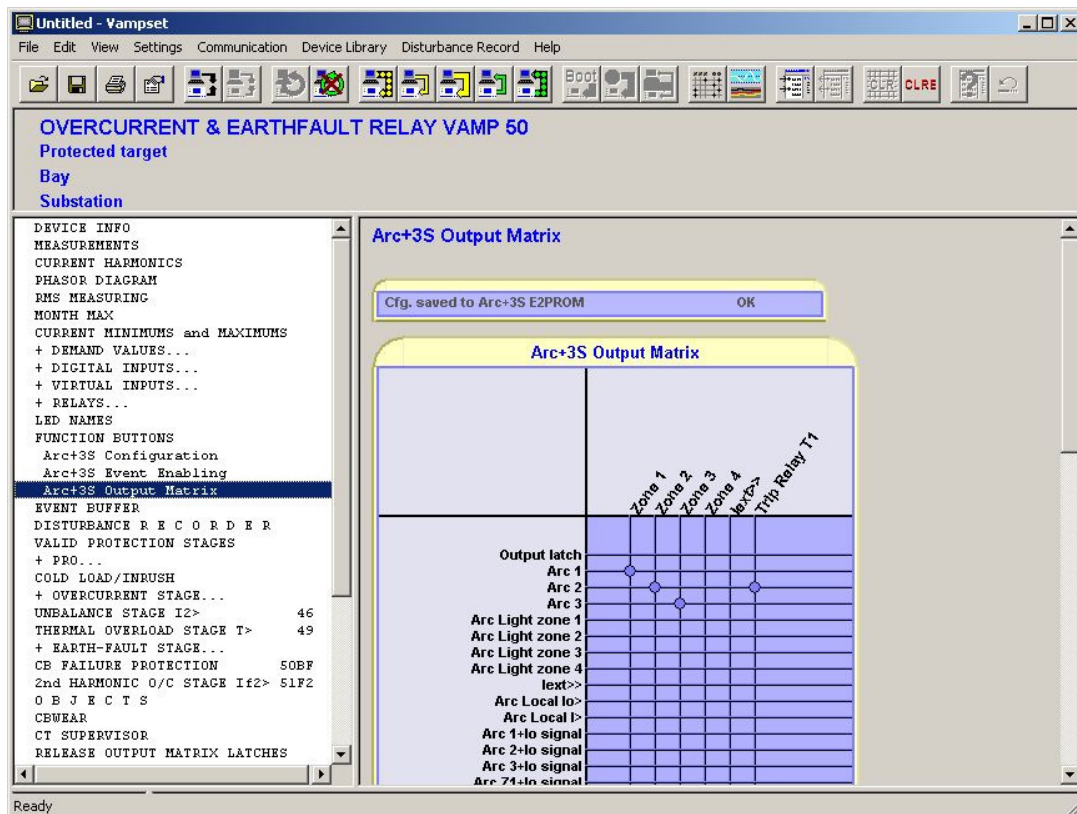 Untitled - Vampset
File Edit View Settings Communication Device Library Disturbance Record Help
Boot CLR CLRE
OVERCURRENT & EARTHFAULT RELAY VAMP 50
Protected target
Bay
Substation
DEVICE INFO
MEASUREMENTS
CURRENT HARMONICS
PHASOR DIAGRAM
RMS MEASURING
MONTH MAX
CURRENT MINIMUMS and MAXIMUMS
+ DEMAND VALUES...
+ DIGITAL INPUTS...
+ VIRTUAL INPUTS...
+ RELAYS...
LED NAMES
FUNCTION BUTTONS
Arc+3S Configuration
Arc+3S Event Enabling
Arc+3S Output Matrix
EVENT BUFFER
DISTURBANCE R E C O R D E R
VALID PROTECTION STAGES
+ PRO...
COLD LOAD/INRUSH
+ OVERCURRENT STAGE...
UNBALANCE STAGE I2> 46
THERMAL OVERLOAD STAGE T> 49
+ EARTH-FAULT STAGE...
CB FAILURE PROTECTION 50BF
2nd HARMONIC O/C STAGE If2> 51F2
O B J E C T S
CBWEAR
CT SUPERVISOR
RELEASE OUTPUT MATRIX LATCHES
Arc+3S Output Matrix
Cfg. saved to Arc+3S E2PROM OK
Arc+3S Output Matrix
Zone 1
Zone 2
Zone 3
Zone 4
Iext>>
Trip Relay T1
Output latch
Arc 1
Arc 2
Arc 3
Arc Light zone 1
Arc Light zone 2
Arc Light zone 3
Arc Light zone 4
Iext>>
Arc Local Io>
Arc Local I>
Arc 1+Io signal
Arc 2+Io signal
Arc 3+Io signal
Arc Z1+Io signal
Ready